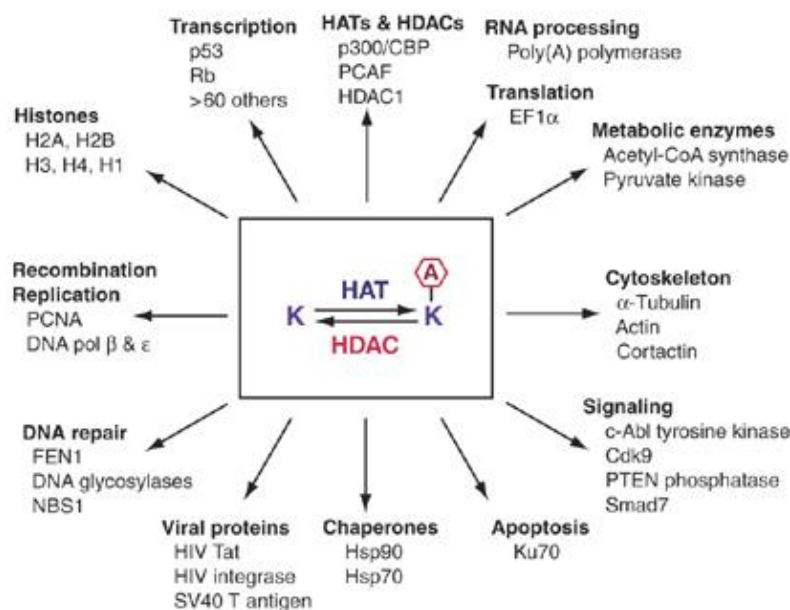 Transcription
p53
Rb
>60 others
HATs & HDACs
p300/CBP
PCAF
HDAC1
RNA processing
Poly(A) polymerase
Translation
EF1α
Histones
H2A, H2B
H3, H4, H1
Metabolic enzymes
Acetyl-CoA synthase
Pyruvate kinase
Recombination
Replication
PCNA
DNA pol β & ε
K
HAT
HDAC
A
K
Cytoskeleton
α-Tubulin
Actin
Cortactin
DNA repair
FEN1
DNA glycosylases
NBS1
Signaling
c-Abl tyrosine kinase
Cdk9
PTEN phosphatase
Smad7
Viral proteins
HIV Tat
HIV integrase
SV40 T antigen
Chaperones
Hsp90
Hsp70
Apoptosis
Ku70